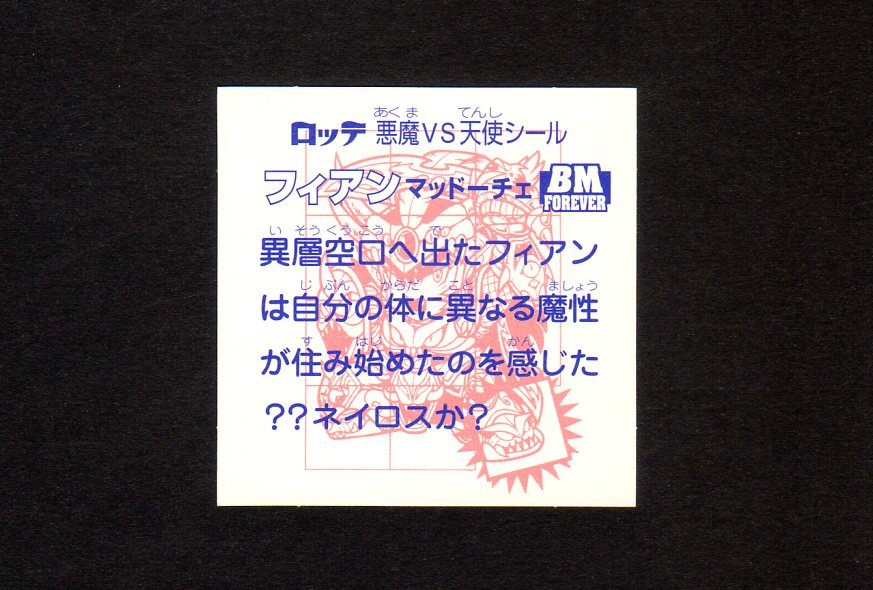 あくま てんし
ロッテ 悪魔VS天使シール
フィアン マッドーチェ BM FOREVER
い そうくうこう で
異層空口へ出たフィアン
じ ぶん からだ こと ましょう
は自分の体に異なる魔性
す はじ かん
が住み始めたのを感じた
??ネイロスか?